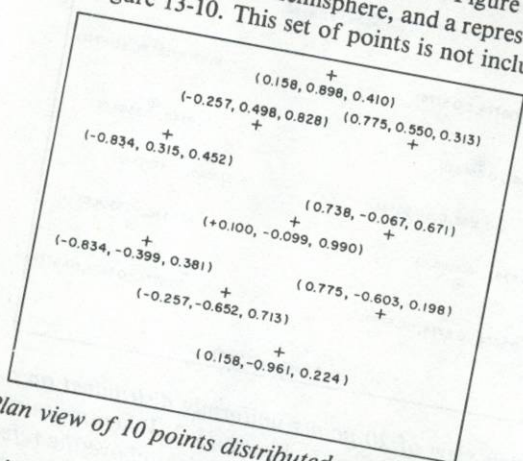 Figure
hemisphere, and a repres
gure 13-10. This set of points is not inclu
+
(0.158, 0.898, 0.410)
(-0.257, 0.498, 0.828) (0.775, 0.550, 0.313)
+ +
+
(-0.834, 0.315, 0.452)
(0.738, -0.067, 0.671)
+ +
(+0.100, -0.099, 0.990)
+
(-0.834, -0.399, 0.381)
(0.775, -0.603, 0.198)
+ +
(-0.257,-0.652, 0.713)
+
(0.158,-0.961, 0.224)
Plan view of 10 points distributed